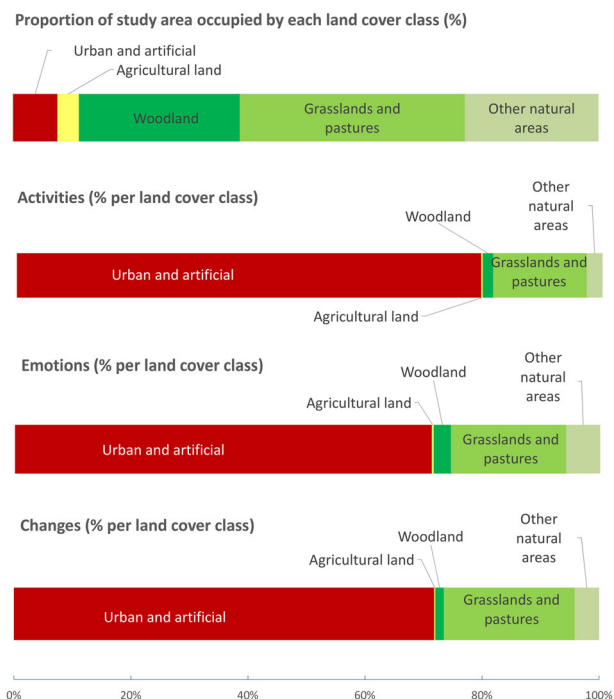 Proportion of study area occupied by each land cover class (%)
Urban and artificial
Agricultural land
Woodland
Grasslands and
pastures
Other natural
areas
Activities (% per land cover class)
Other
natural
areas
Woodland
Urban and artificial
Grasslands and
pastures
Agricultural land
Emotions (% per land cover class)
Other
natural
areas
Woodland
Agricultural land
Urban and artificial
Grasslands and
pastures
Changes (% per land cover class)
Other
natural
areas
Woodland
Agricultural land
Urban and artificial
Grasslands and
pastures
0% 20% 40% 60% 80% 100%